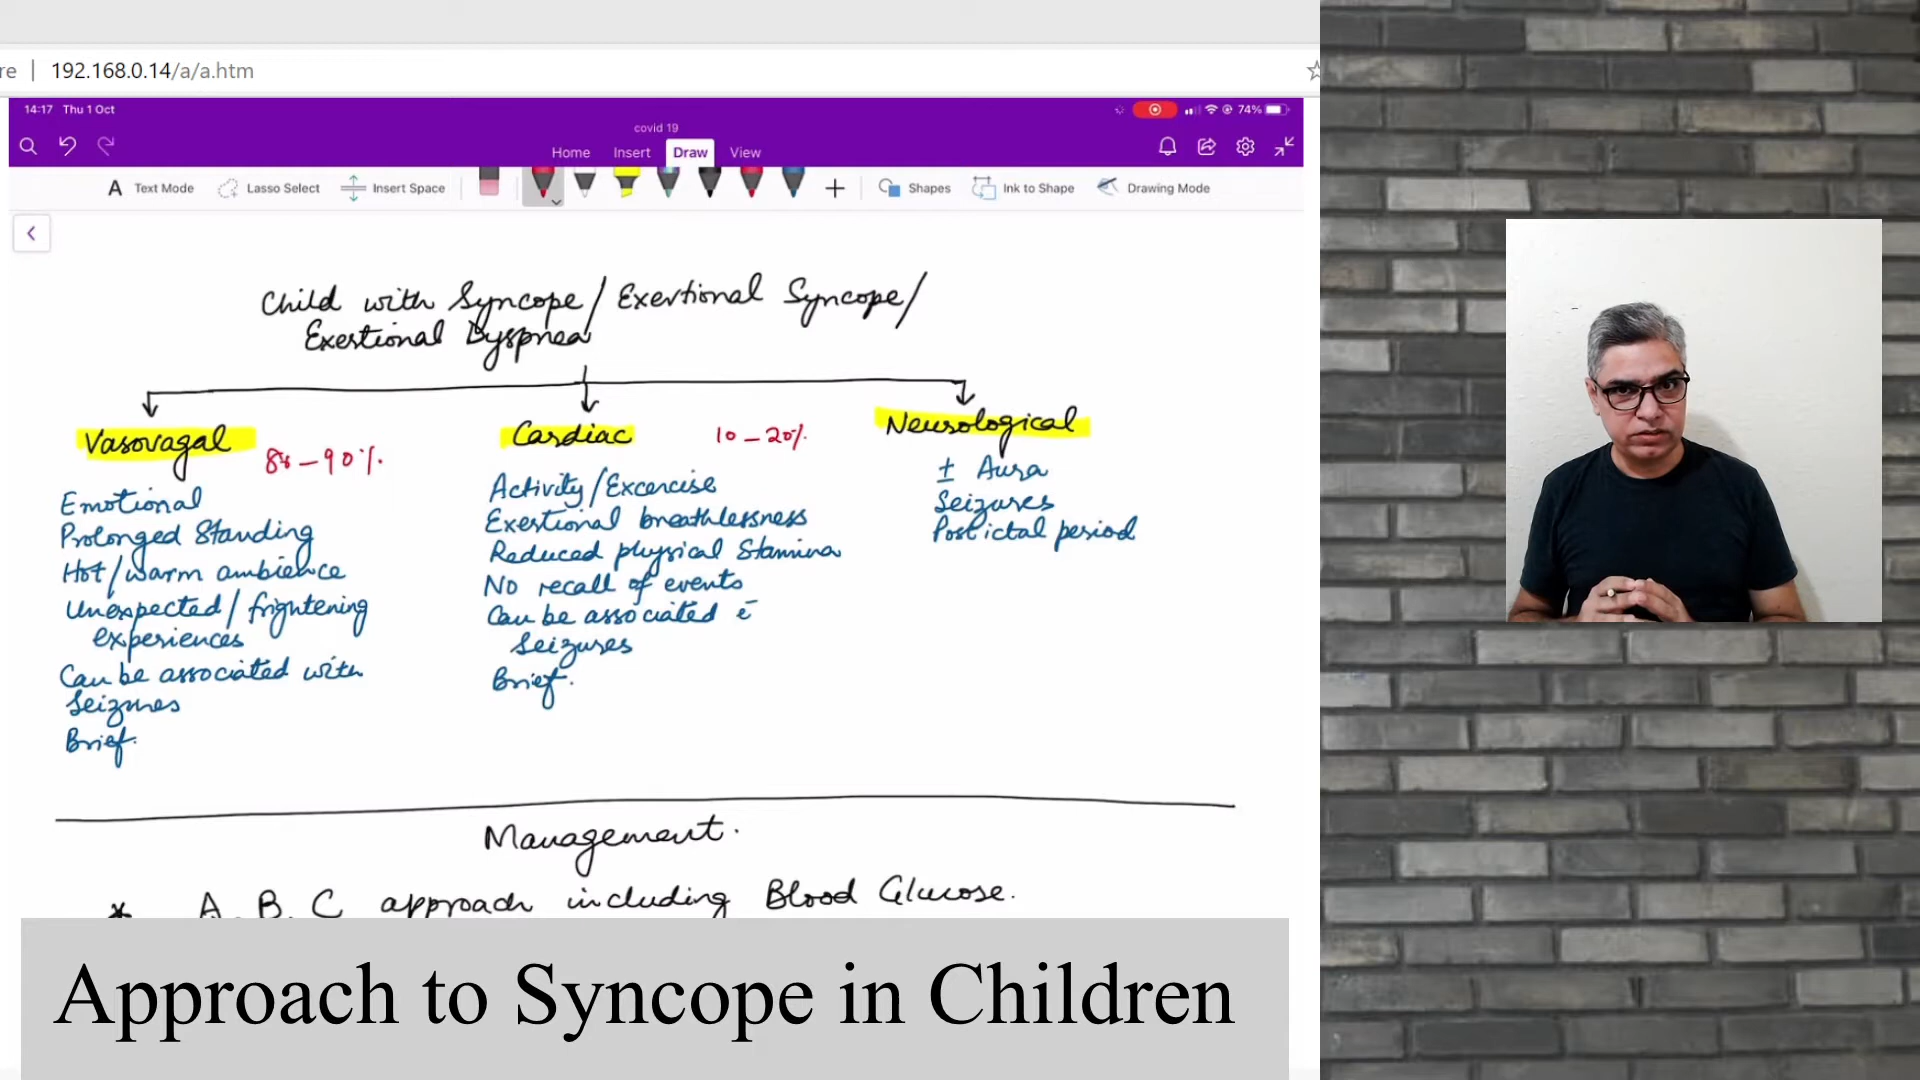 re | 192.168.0.14/a/a.htm
14:17 Thu 1 Oct
74%
covid 19
Home Insert Draw View
A Text Mode Lasso Select Insert Space Shapes Ink to Shape Drawing Mode
Child with Syncope/ Exertional Syncope/
Exertional Dyspnea
Vasovagal
– 90%.
Emotional
Prolonged Standing
Hot/warm ambience
Unexpected/ frightening
experiences
Can be associated with
Seizures
Brief.
Cardiac 10 – 20%.
Activity/Excercise
Exertional breathlessness
Reduced physical Stamina
No recall of events
Can be associated c̄
Seizures
Brief.
Neurological
± Aura
Seizures
Post ictal period
Management.
* A. B. C approach including Blood Glucose.
Approach to Syncope in Children